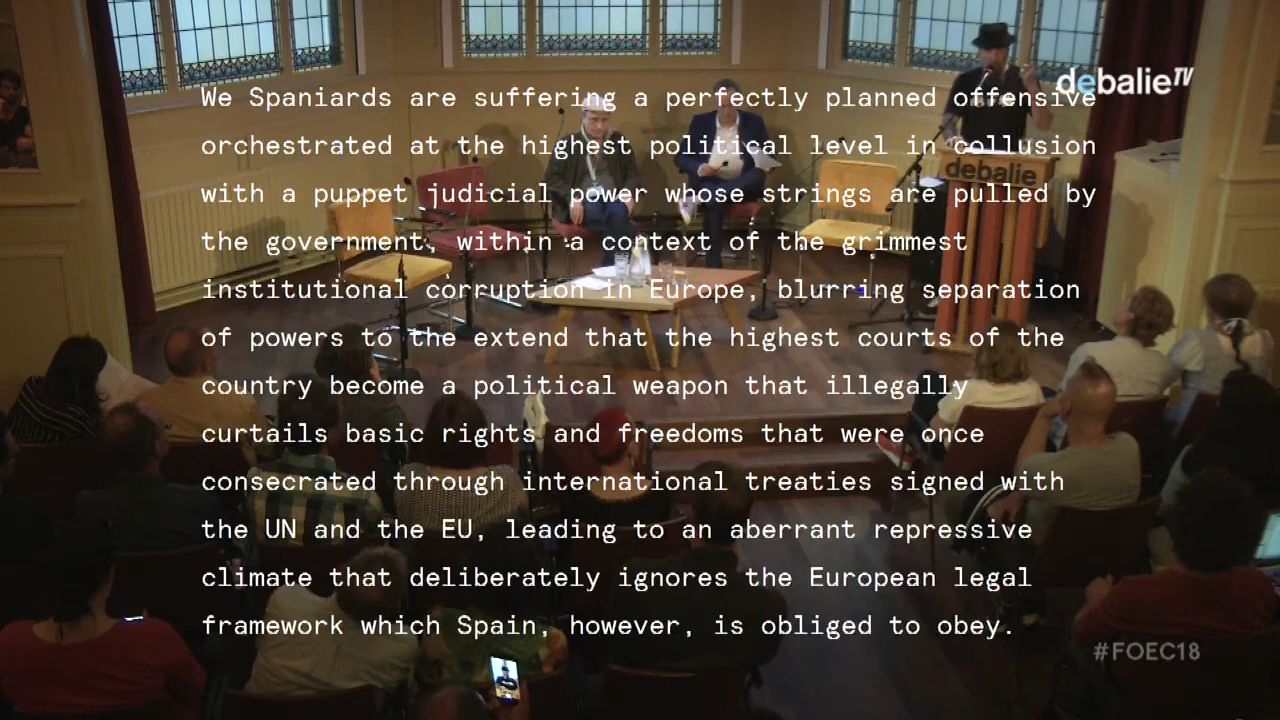 debalieTV
We Spaniards are suffering a perfectly planned offensive
orchestrated at the highest political level in collusion
with a puppet judicial power whose strings are pulled by
the government, within a context of the grimmest
institutional corruption in Europe, blurring separation
of powers to the extend that the highest courts of the
country become a political weapon that illegally
curtails basic rights and freedoms that were once
consecrated through international treaties signed with
the UN and the EU, leading to an aberrant repressive
climate that deliberately ignores the European legal
framework which Spain, however, is obliged to obey.
debalie
#FOEC18